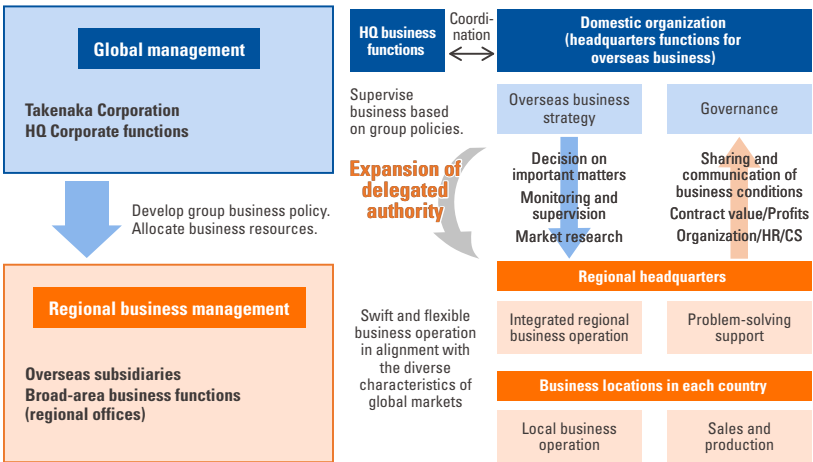 Global management
Takenaka Corporation
HQ Corporate functions
Develop group business policy.
Allocate business resources.
Regional business management
Overseas subsidiaries
Broad-area business functions
(regional offices)
HQ business
functions
Coordi-
nation
Domestic organization
(headquarters functions for
overseas business)
Supervise
business based
on group policies.
Overseas business
strategy
Governance
Expansion of
delegated
authority
Decision on
important matters
Monitoring and
supervision
Market research
Sharing and
communication of
business conditions
Contract value/Profits
Organization/HR/CS
Regional headquarters
Swift and flexible
business operation
in alignment with
the diverse
characteristics of
global markets
Integrated regional
business operation
Problem-solving
support
Business locations in each country
Local business
operation
Sales and
production